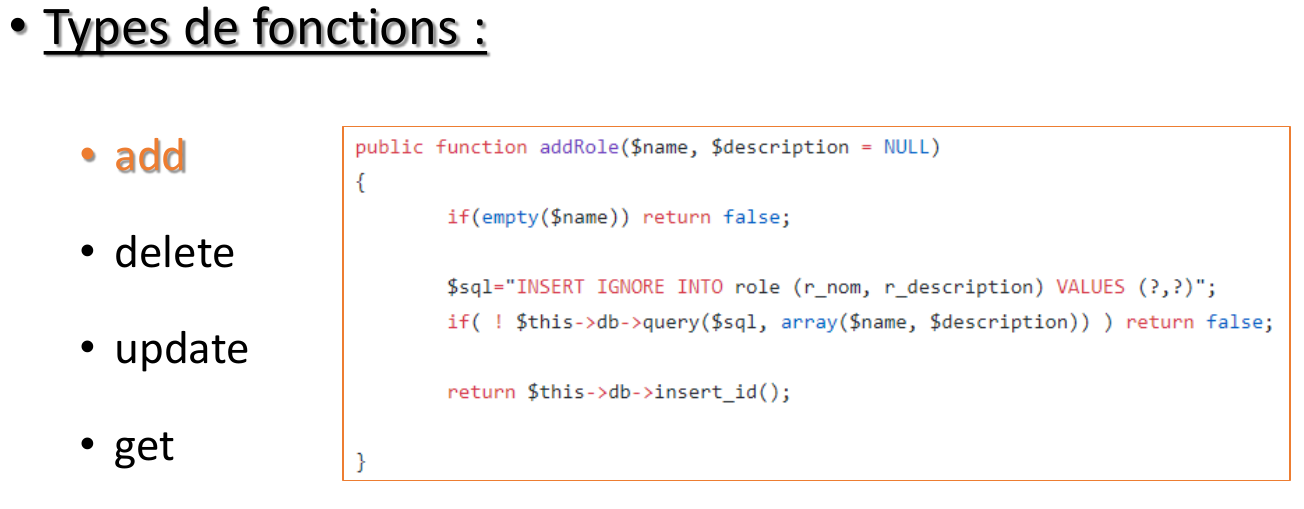 • Types de fonctions :
• add
• delete
• update
• get
public function addRole($name, $description = NULL)
{
if(empty($name)) return false;
$sql="INSERT IGNORE INTO role (r_nom, r_description) VALUES (?,?)";
if( ! $this->db->query($sql, array($name, $description)) ) return false;
return $this->db->insert_id();
}